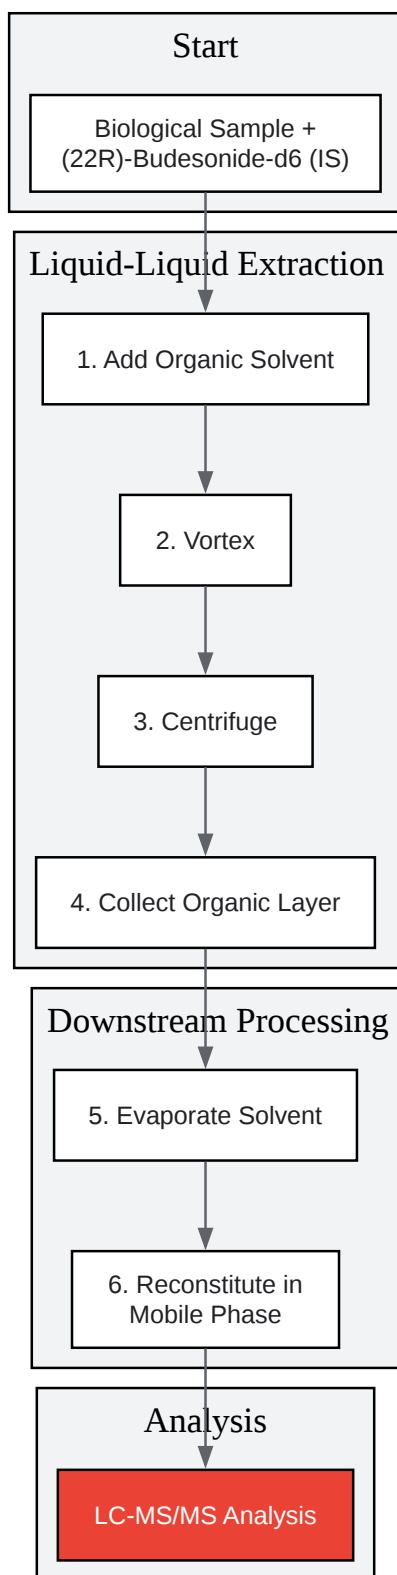 Start
Biological Sample +
(22R)-Budesonide-d6 (IS)
Liquid-Liquid Extraction
1. Add Organic Solvent
2. Vortex
3. Centrifuge
4. Collect Organic Layer
Downstream Processing
5. Evaporate Solvent
6. Reconstitute in
Mobile Phase
Analysis
LC-MS/MS Analysis